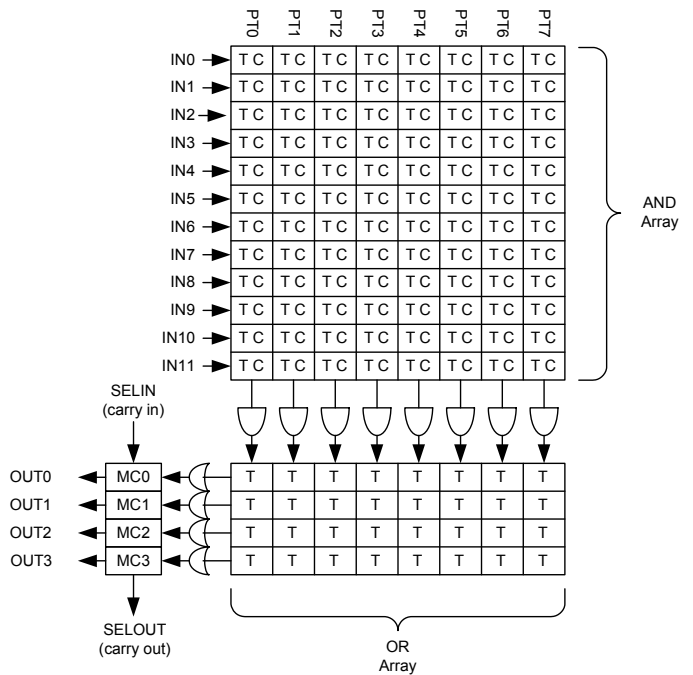 PT0 PT1 PT2 PT3 PT4 PT5 PT6 PT7
IN0 T C T C T C T C T C T C T C T C
IN1 T C T C T C T C T C T C T C T C
IN2 T C T C T C T C T C T C T C T C
IN3 T C T C T C T C T C T C T C T C
IN4 T C T C T C T C T C T C T C T C
IN5 T C T C T C T C T C T C T C T C
IN6 T C T C T C T C T C T C T C T C
IN7 T C T C T C T C T C T C T C T C
IN8 T C T C T C T C T C T C T C T C
IN9 T C T C T C T C T C T C T C T C
IN10 T C T C T C T C T C T C T C T C
IN11 T C T C T C T C T C T C T C T C
AND
Array
SELIN
(carry in)
OUT0 MC0 T T T T T T T T
OUT1 MC1 T T T T T T T T
OUT2 MC2 T T T T T T T T
OUT3 MC3 T T T T T T T T
SELOUT
(carry out)
OR
Array